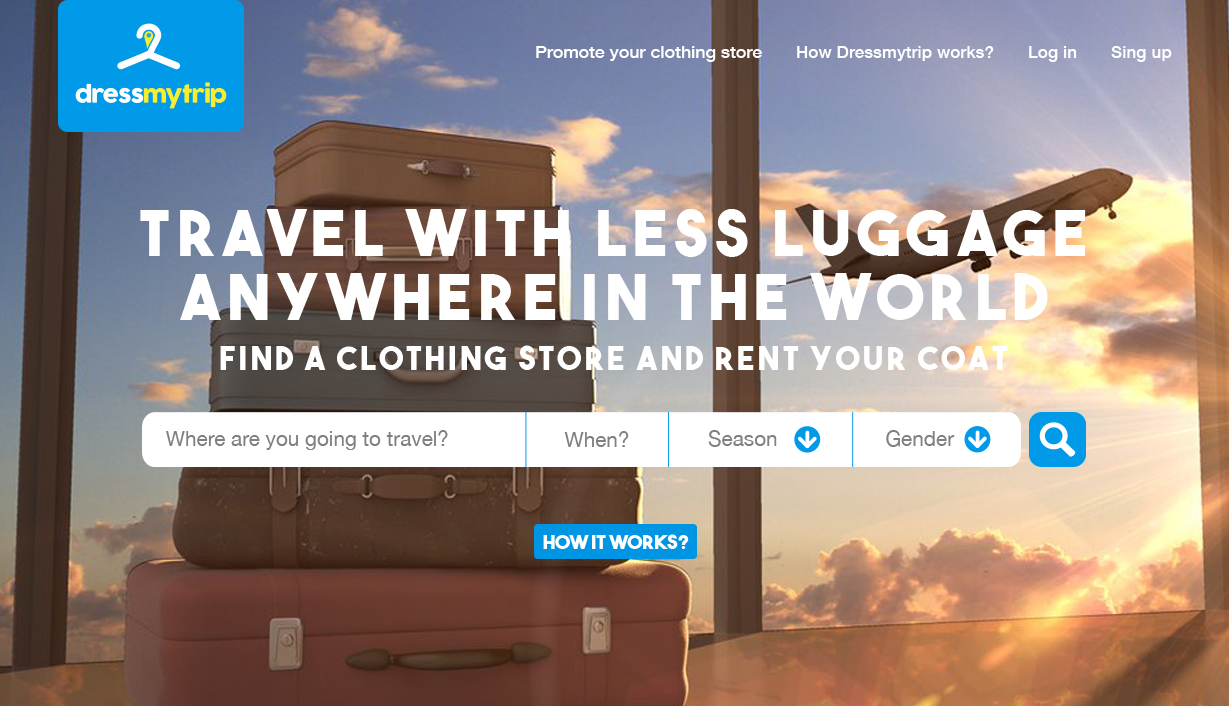 dressmytrip
Promote your clothing store
How Dressmytrip works?
Log in
Sing up
TRAVEL WITH LESS LUGGAGE
ANYWHERE IN THE WORLD
FIND A CLOTHING STORE AND RENT YOUR COAT
Where are you going to travel?
When?
Season
Gender
HOW IT WORKS?